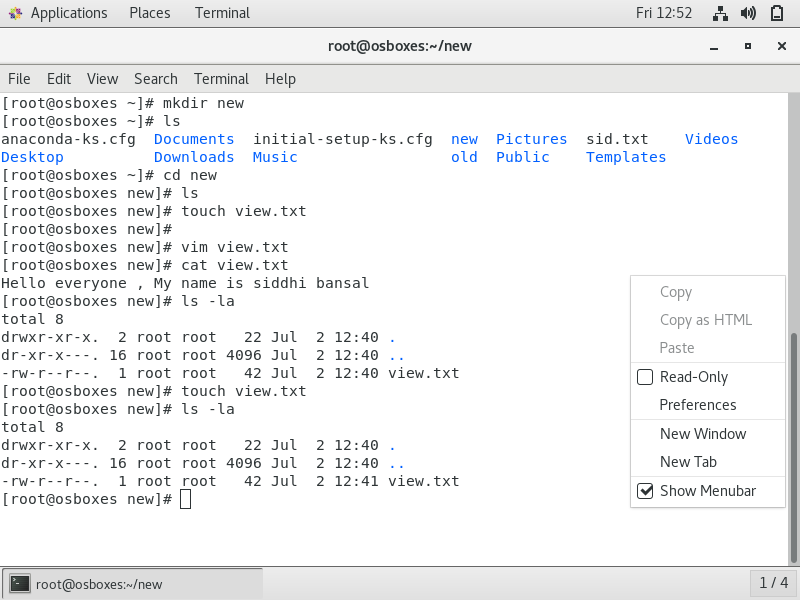 Applications Places Terminal Fri 12:52
root@osboxes:~/new
File Edit View Search Terminal Help
[root@osboxes ~]# mkdir new
[root@osboxes ~]# ls
anaconda-ks.cfg Documents initial-setup-ks.cfg new Pictures sid.txt Videos
Desktop Downloads Music old Public Templates
[root@osboxes ~]# cd new
[root@osboxes new]# ls
[root@osboxes new]# touch view.txt
[root@osboxes new]#
[root@osboxes new]# vim view.txt
[root@osboxes new]# cat view.txt
Hello everyone , My name is siddhi bansal
[root@osboxes new]# ls -la
total 8
drwxr-xr-x. 2 root root 22 Jul 2 12:40 .
dr-xr-x---. 16 root root 4096 Jul 2 12:40 ..
-rw-r--r--. 1 root root 42 Jul 2 12:40 view.txt
[root@osboxes new]# touch view.txt
[root@osboxes new]# ls -la
total 8
drwxr-xr-x. 2 root root 22 Jul 2 12:40 .
dr-xr-x---. 16 root root 4096 Jul 2 12:40 ..
-rw-r--r--. 1 root root 42 Jul 2 12:41 view.txt
[root@osboxes new]#
Copy
Copy as HTML
Paste
Read-Only
Preferences
New Window
New Tab
Show Menubar
root@osboxes:~/new 1 / 4